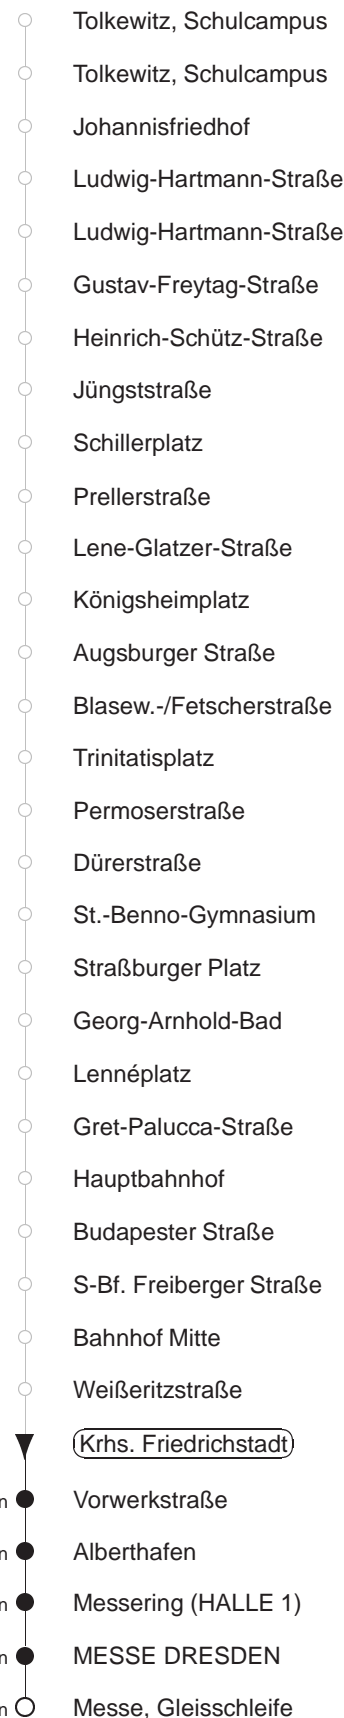 Tolkewitz, Schulcampus
Tolkewitz, Schulcampus
Johannisfriedhof
Ludwig-Hartmann-Straße
Ludwig-Hartmann-Straße
Gustav-Freytag-Straße
Heinrich-Schütz-Straße
Jüngststraße
Schillerplatz
Prellerstraße
Lene-Glatzer-Straße
Königsheimplatz
Augsburger Straße
Blasew.-/Fetscherstraße
Trinitatisplatz
Permoserstraße
Dürerstraße
St.-Benno-Gymnasium
Straßburger Platz
Georg-Arnhold-Bad
Lennéplatz
Gret-Palucca-Straße
Hauptbahnhof
Budapester Straße
S-Bf. Freiberger Straße
Bahnhof Mitte
Weißeritzstraße
Krhs. Friedrichstadt
n Vorwerkstraße
n Alberthafen
n Messering (HALLE 1)
n MESSE DRESDEN
n Messe, Gleisschleife